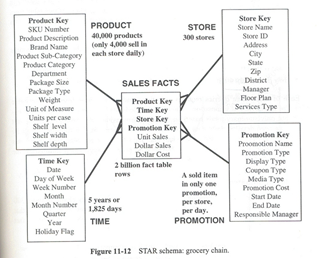 Product Key
SKU Number
Product Description
Brand Name
Product Sub-Category
Product Category
Department
Package Size
Package Type
Weight
Unit of Measure
Units per case
Shelf level
Shelf width
Shelf depth
PRODUCT
40,000 products
(only 4,000 sell in
each store daily)
STORE
300 stores
Store Key
Store Name
Store ID
Address
City
State
Zip
District
Manager
Floor Plan
Services Type
SALES FACTS
Product Key
Time Key
Store Key
Promotion Key
Unit Sales
Dollar Sales
Dollar Cost
2 billion fact table
rows
Time Key
Date
Day of Week
Week Number
Month
Month Number
Quarter
Year
Holiday Flag
5 years or
1,825 days
TIME
A sold item
in only one
promotion,
per store,
per day.
PROMOTION
Promotion Key
Proomotion Name
Promotion Type
Display Type
Coupon Type
Media Type
Promotion Cost
Start Date
End Date
Responsible Manager
Figure 11-12 STAR schema: grocery chain.